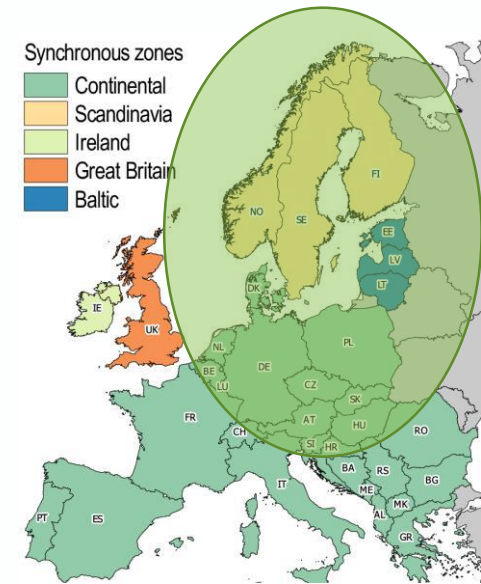 Synchronous zones
Continental
Scandinavia
Ireland
Great Britain
Baltic
FI
NO
SE
EE
LV
LT
DK
IE
UK
NL
DE
PL
BE
LU
CZ
SK
FR
AT
HU
CH
SI
HR
RO
BA
RS
IT
ME
BG
MK
AL
PT
ES
GR